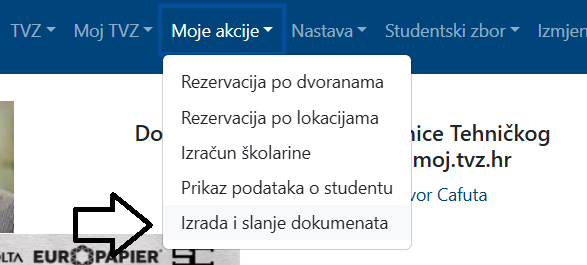 TVZ Moj TVZ Moje akcije Nastava Studentski zbor Izmjen
Rezervacija po dvoranama
Rezervacija po lokacijama
Izračun školarine
Prikaz podataka o studentu
Izrada i slanje dokumenata
Do
nice Tehničkog
moj.tvz.hr
vor Cafuta
OLTA EUROPAPIER